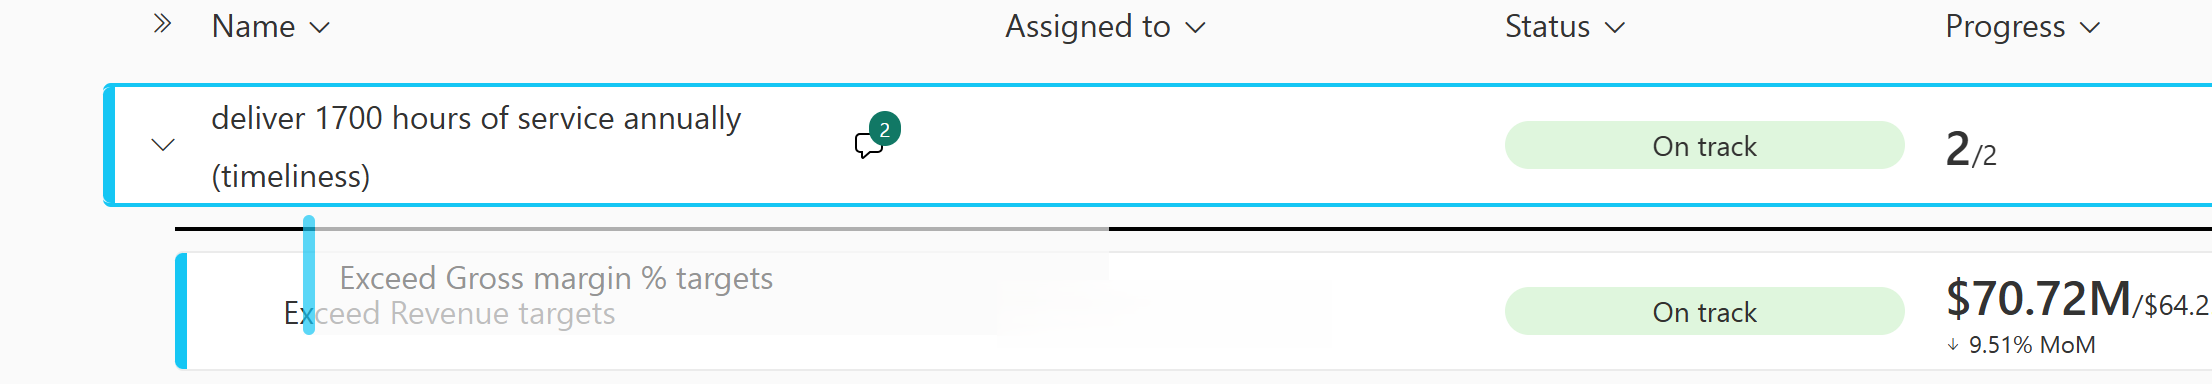 Name Assigned to Status Progress
deliver 1700 hours of service annually
(timeliness)
2
On track
2/2
Exceed Gross margin % targets
Exceed Revenue targets
On track
$70.72M/$64.2
9.51% MoM